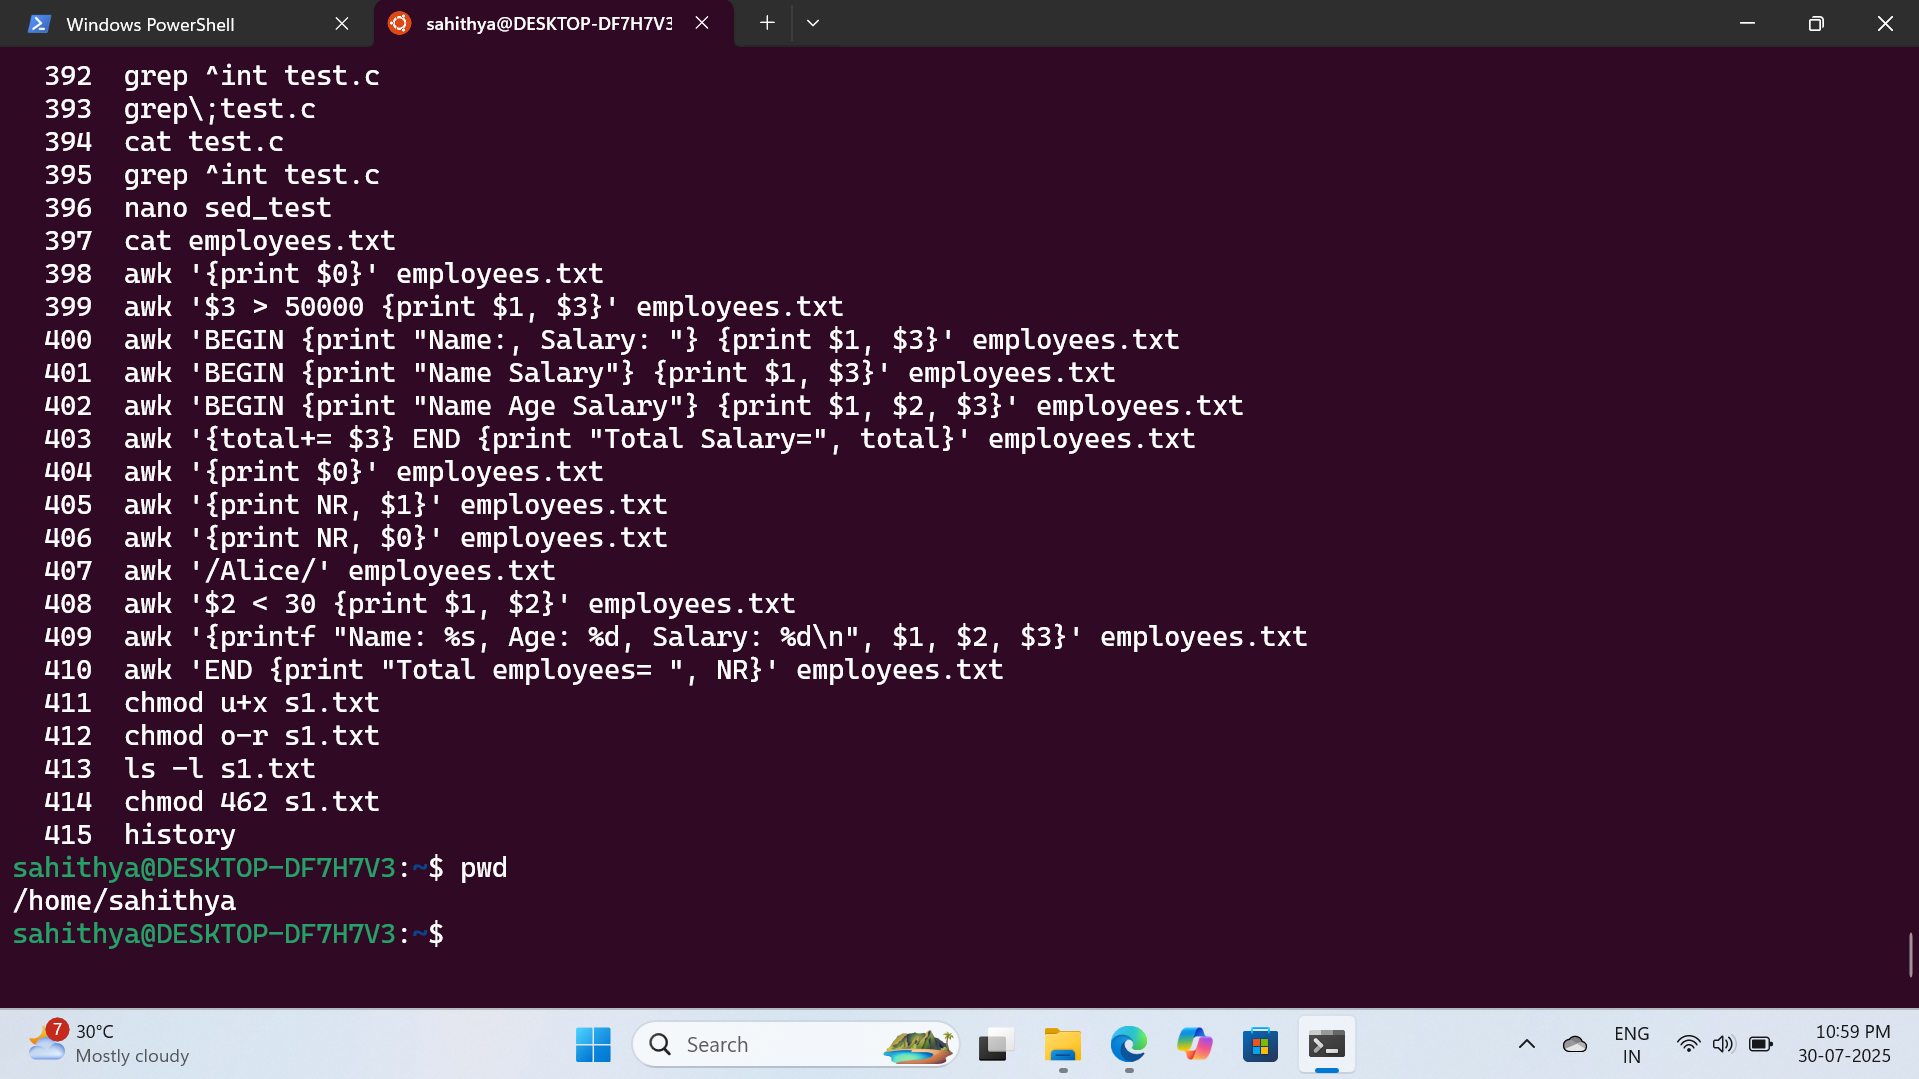 Windows PowerShell
sahithya@DESKTOP-DF7H7V3
392 grep ^int test.c
393 grep\;test.c
394 cat test.c
395 grep ^int test.c
396 nano sed_test
397 cat employees.txt
398 awk '{print $0}' employees.txt
399 awk '$3 > 50000 {print $1, $3}' employees.txt
400 awk 'BEGIN {print "Name:, Salary: "} {print $1, $3}' employees.txt
401 awk 'BEGIN {print "Name Salary"} {print $1, $3}' employees.txt
402 awk 'BEGIN {print "Name Age Salary"} {print $1, $2, $3}' employees.txt
403 awk '{total+= $3} END {print "Total Salary=", total}' employees.txt
404 awk '{print $0}' employees.txt
405 awk '{print NR, $1}' employees.txt
406 awk '{print NR, $0}' employees.txt
407 awk '/Alice/' employees.txt
408 awk '$2 < 30 {print $1, $2}' employees.txt
409 awk '{printf "Name: %s, Age: %d, Salary: %d\n", $1, $2, $3}' employees.txt
410 awk 'END {print "Total employees= ", NR}' employees.txt
411 chmod u+x s1.txt
412 chmod o-r s1.txt
413 ls -l s1.txt
414 chmod 462 s1.txt
415 history
sahithya@DESKTOP-DF7H7V3:~$ pwd
/home/sahithya
sahithya@DESKTOP-DF7H7V3:~$
7
30°C
Mostly cloudy
Search
ENG
IN
10:59 PM
30-07-2025